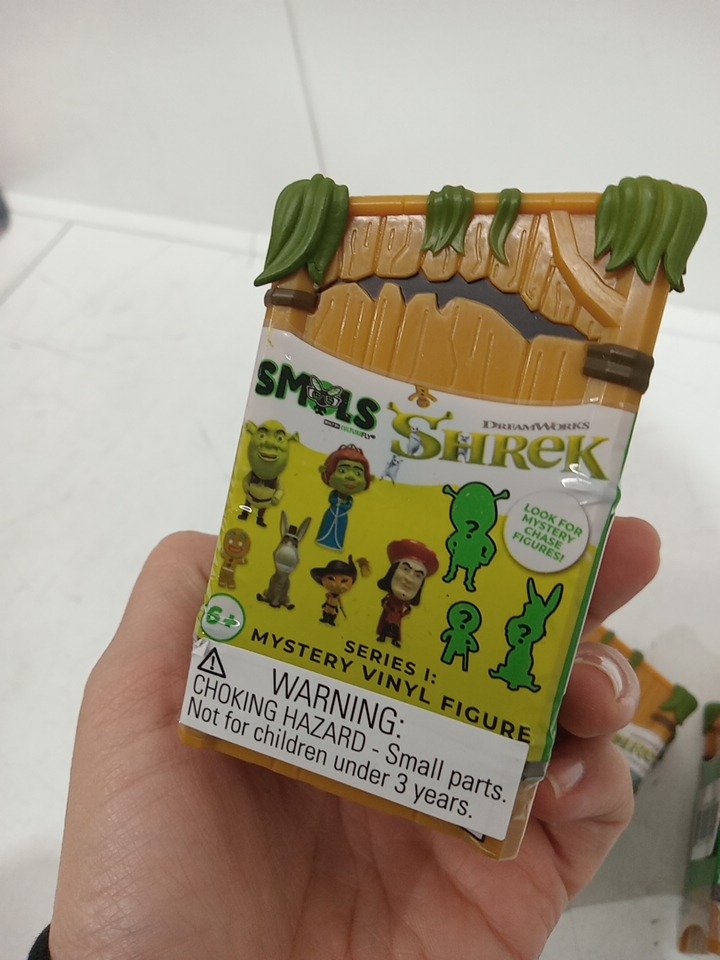 SMOLS
DREAMWORKS
SHREK
LOOK FOR
MYSTERY
CHASE
FIGURES!
?
?
?
6+
SERIES 1:
MYSTERY VINYL FIGURE
WARNING:
CHOKING HAZARD - Small parts.
Not for children under 3 years.